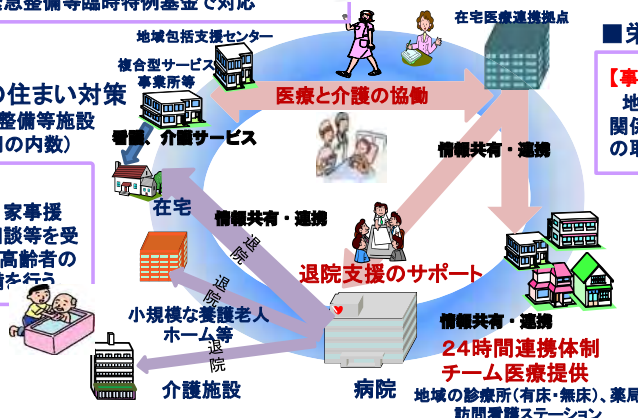 急整備等臨時特例基金で対応
在宅医療連携拠点
地域包括支援センター
■栄
複合型サービス
事業所等
【事
の住まい対策
医療と介護の協働
地
整備等施設
関係
の内数）
看護、介護サービス
情報共有・連携
の取
家事援
在宅
談等を受
情報共有・連携
高齢者の
備を行う
退院
退院支援のサポート
退院
小規模な養護老人
ホーム等
退院
情報共有・連携
24時間連携体制
チーム医療提供
介護施設
病院
地域の診療所(有床・無床)、薬局
訪問看護ステーション